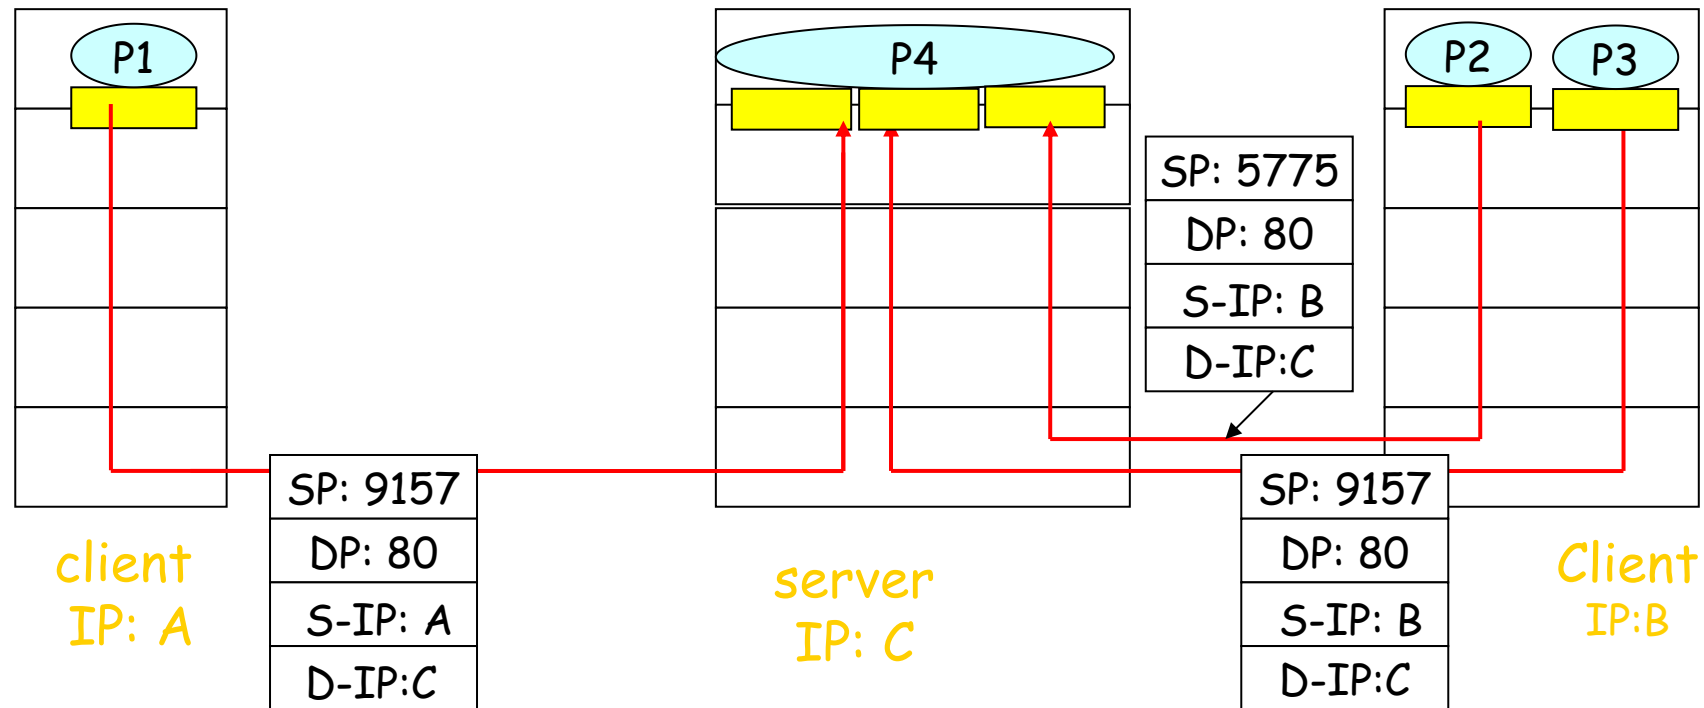 P1
P4
P2
P3
SP: 5775
DP: 80
S-IP: B
D-IP:C
SP: 9157
DP: 80
S-IP: A
D-IP:C
SP: 9157
DP: 80
S-IP: B
D-IP:C
client
IP: A
server
IP: C
Client
IP:B